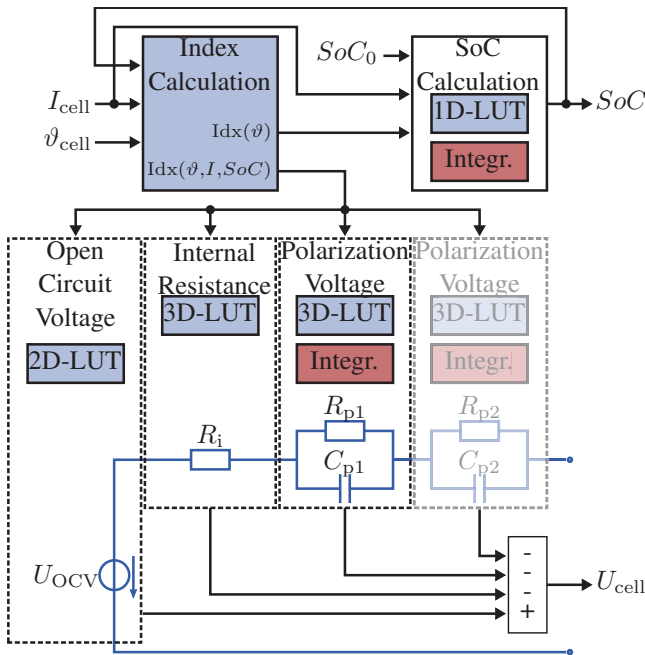 Index
Calculation
Idx(ϑ)
Idx(ϑ,I,SoC)
I_cell
ϑ_cell
SoC_0
SoC
Calculation
1D-LUT
Integr.
SoC
Open
Circuit
Voltage
2D-LUT
Internal
Resistance
3D-LUT
Polarization
Voltage
3D-LUT
Integr.
Polarization
Voltage
3D-LUT
Integr.
R_i
R_p1
C_p1
R_p2
C_p2
U_OCV
-
-
-
+
U_cell